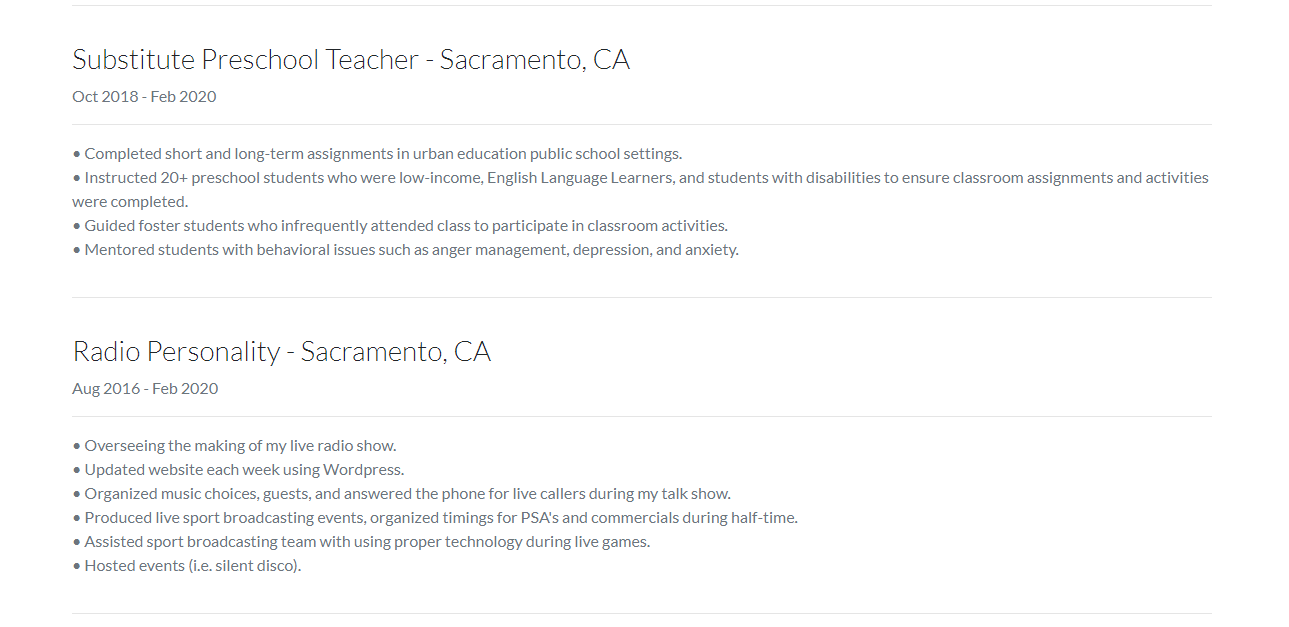 Substitute Preschool Teacher - Sacramento, CA
Oct 2018 - Feb 2020
• Completed short and long-term assignments in urban education public school settings.
• Instructed 20+ preschool students who were low-income, English Language Learners, and students with disabilities to ensure classroom assignments and activities
were completed.
• Guided foster students who infrequently attended class to participate in classroom activities.
• Mentored students with behavioral issues such as anger management, depression, and anxiety.
Radio Personality - Sacramento, CA
Aug 2016 - Feb 2020
• Overseeing the making of my live radio show.
• Updated website each week using Wordpress.
• Organized music choices, guests, and answered the phone for live callers during my talk show.
• Produced live sport broadcasting events, organized timings for PSA's and commercials during half-time.
• Assisted sport broadcasting team with using proper technology during live games.
• Hosted events (i.e. silent disco).